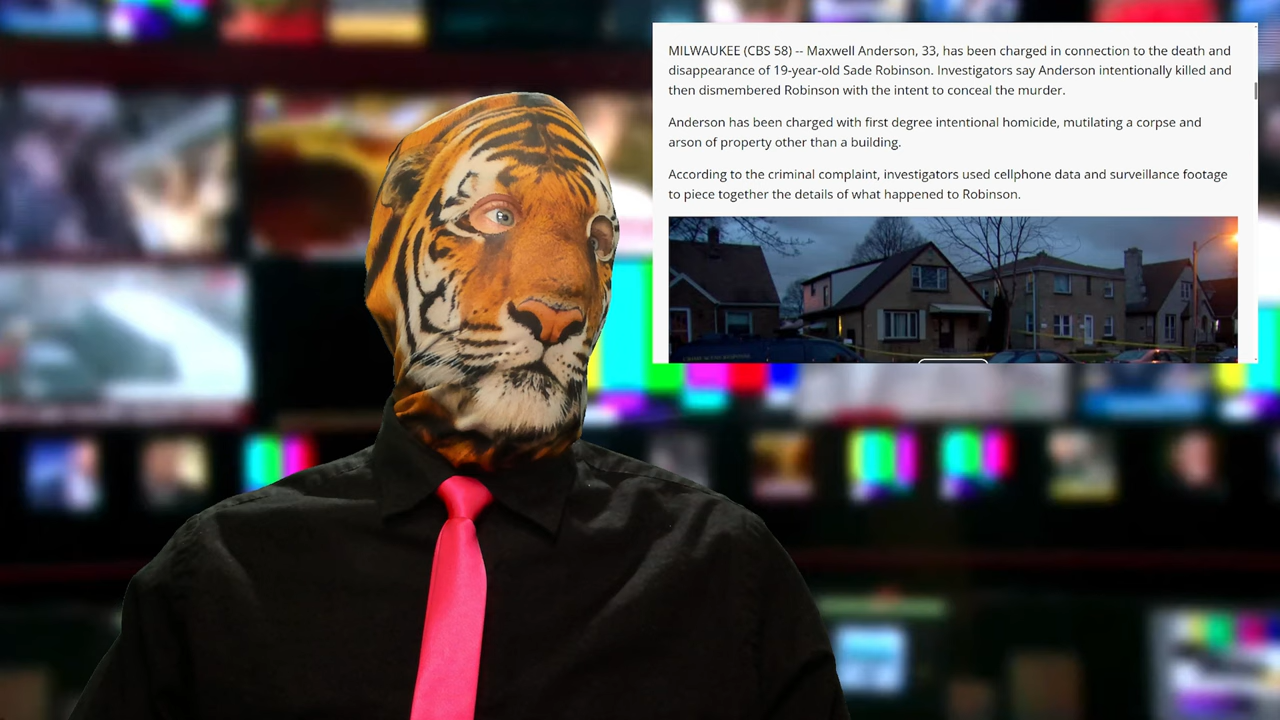 MILWAUKEE (CBS 58) -- Maxwell Anderson, 33, has been charged in connection to the death and
disappearance of 19-year-old Sade Robinson. Investigators say Anderson intentionally killed and
then dismembered Robinson with the intent to conceal the murder.
Anderson has been charged with first degree intentional homicide, mutilating a corpse and
arson of property other than a building.
According to the criminal complaint, investigators used cellphone data and surveillance footage
to piece together the details of what happened to Robinson.